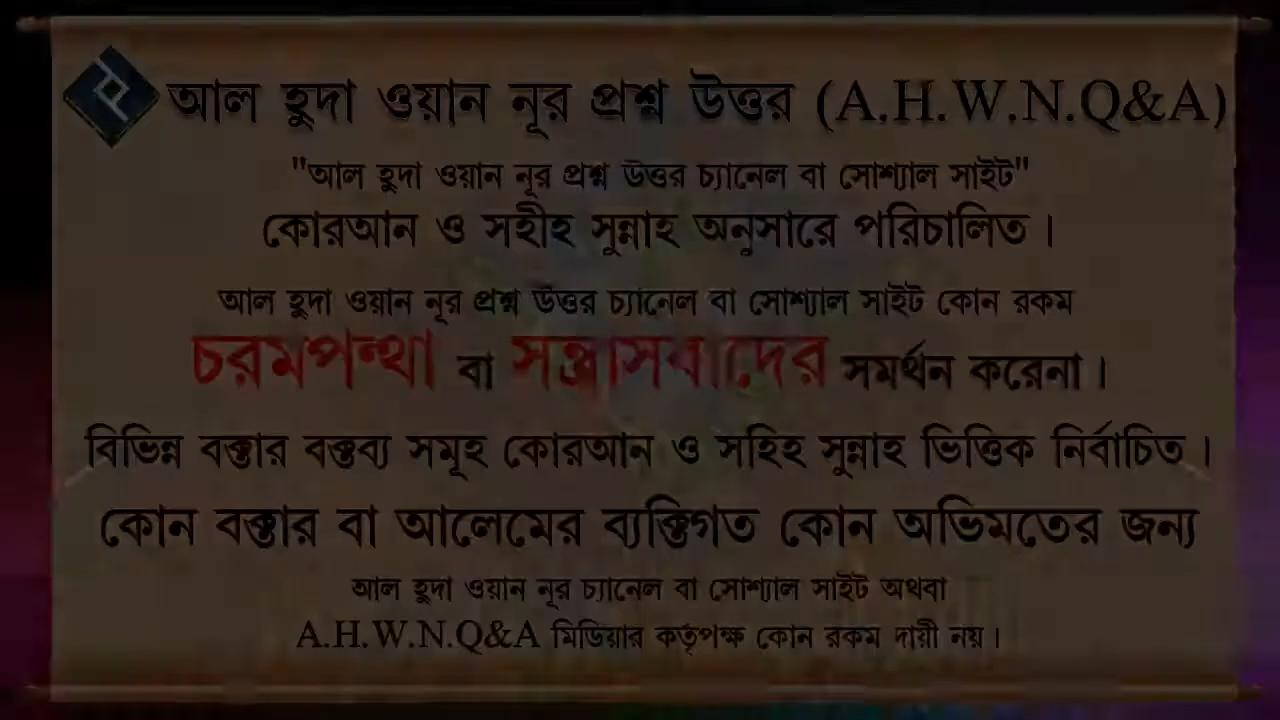 আল হুদা ওয়ান নূর প্রশ্ন উত্তর (A.H.W.N.Q&A)
"আল হুদা ওয়ান নূর প্রশ্ন উত্তর চ্যানেল বা সোশ্যাল সাইট"
কোরআন ও সহীহ সুন্নাহ অনুসারে পরিচালিত।
আল হুদা ওয়ান নূর প্রশ্ন উত্তর চ্যানেল বা সোশ্যাল সাইট কোন রকম
চরমপন্থা বা সন্ত্রাসবাদের সমর্থন করেনা।
বিভিন্ন বক্তার বক্তব্য সমূহ কোরআন ও সহিহ সুন্নাহ ভিত্তিক নির্বাচিত।
কোন বক্তার বা আলেমের ব্যক্তিগত কোন অভিমতের জন্য
আল হুদা ওয়ান নূর চ্যানেল বা সোশ্যাল সাইট অথবা
A.H.W.N.Q&A মিডিয়ার কর্তৃপক্ষ কোন রকম দায়ী নয়।